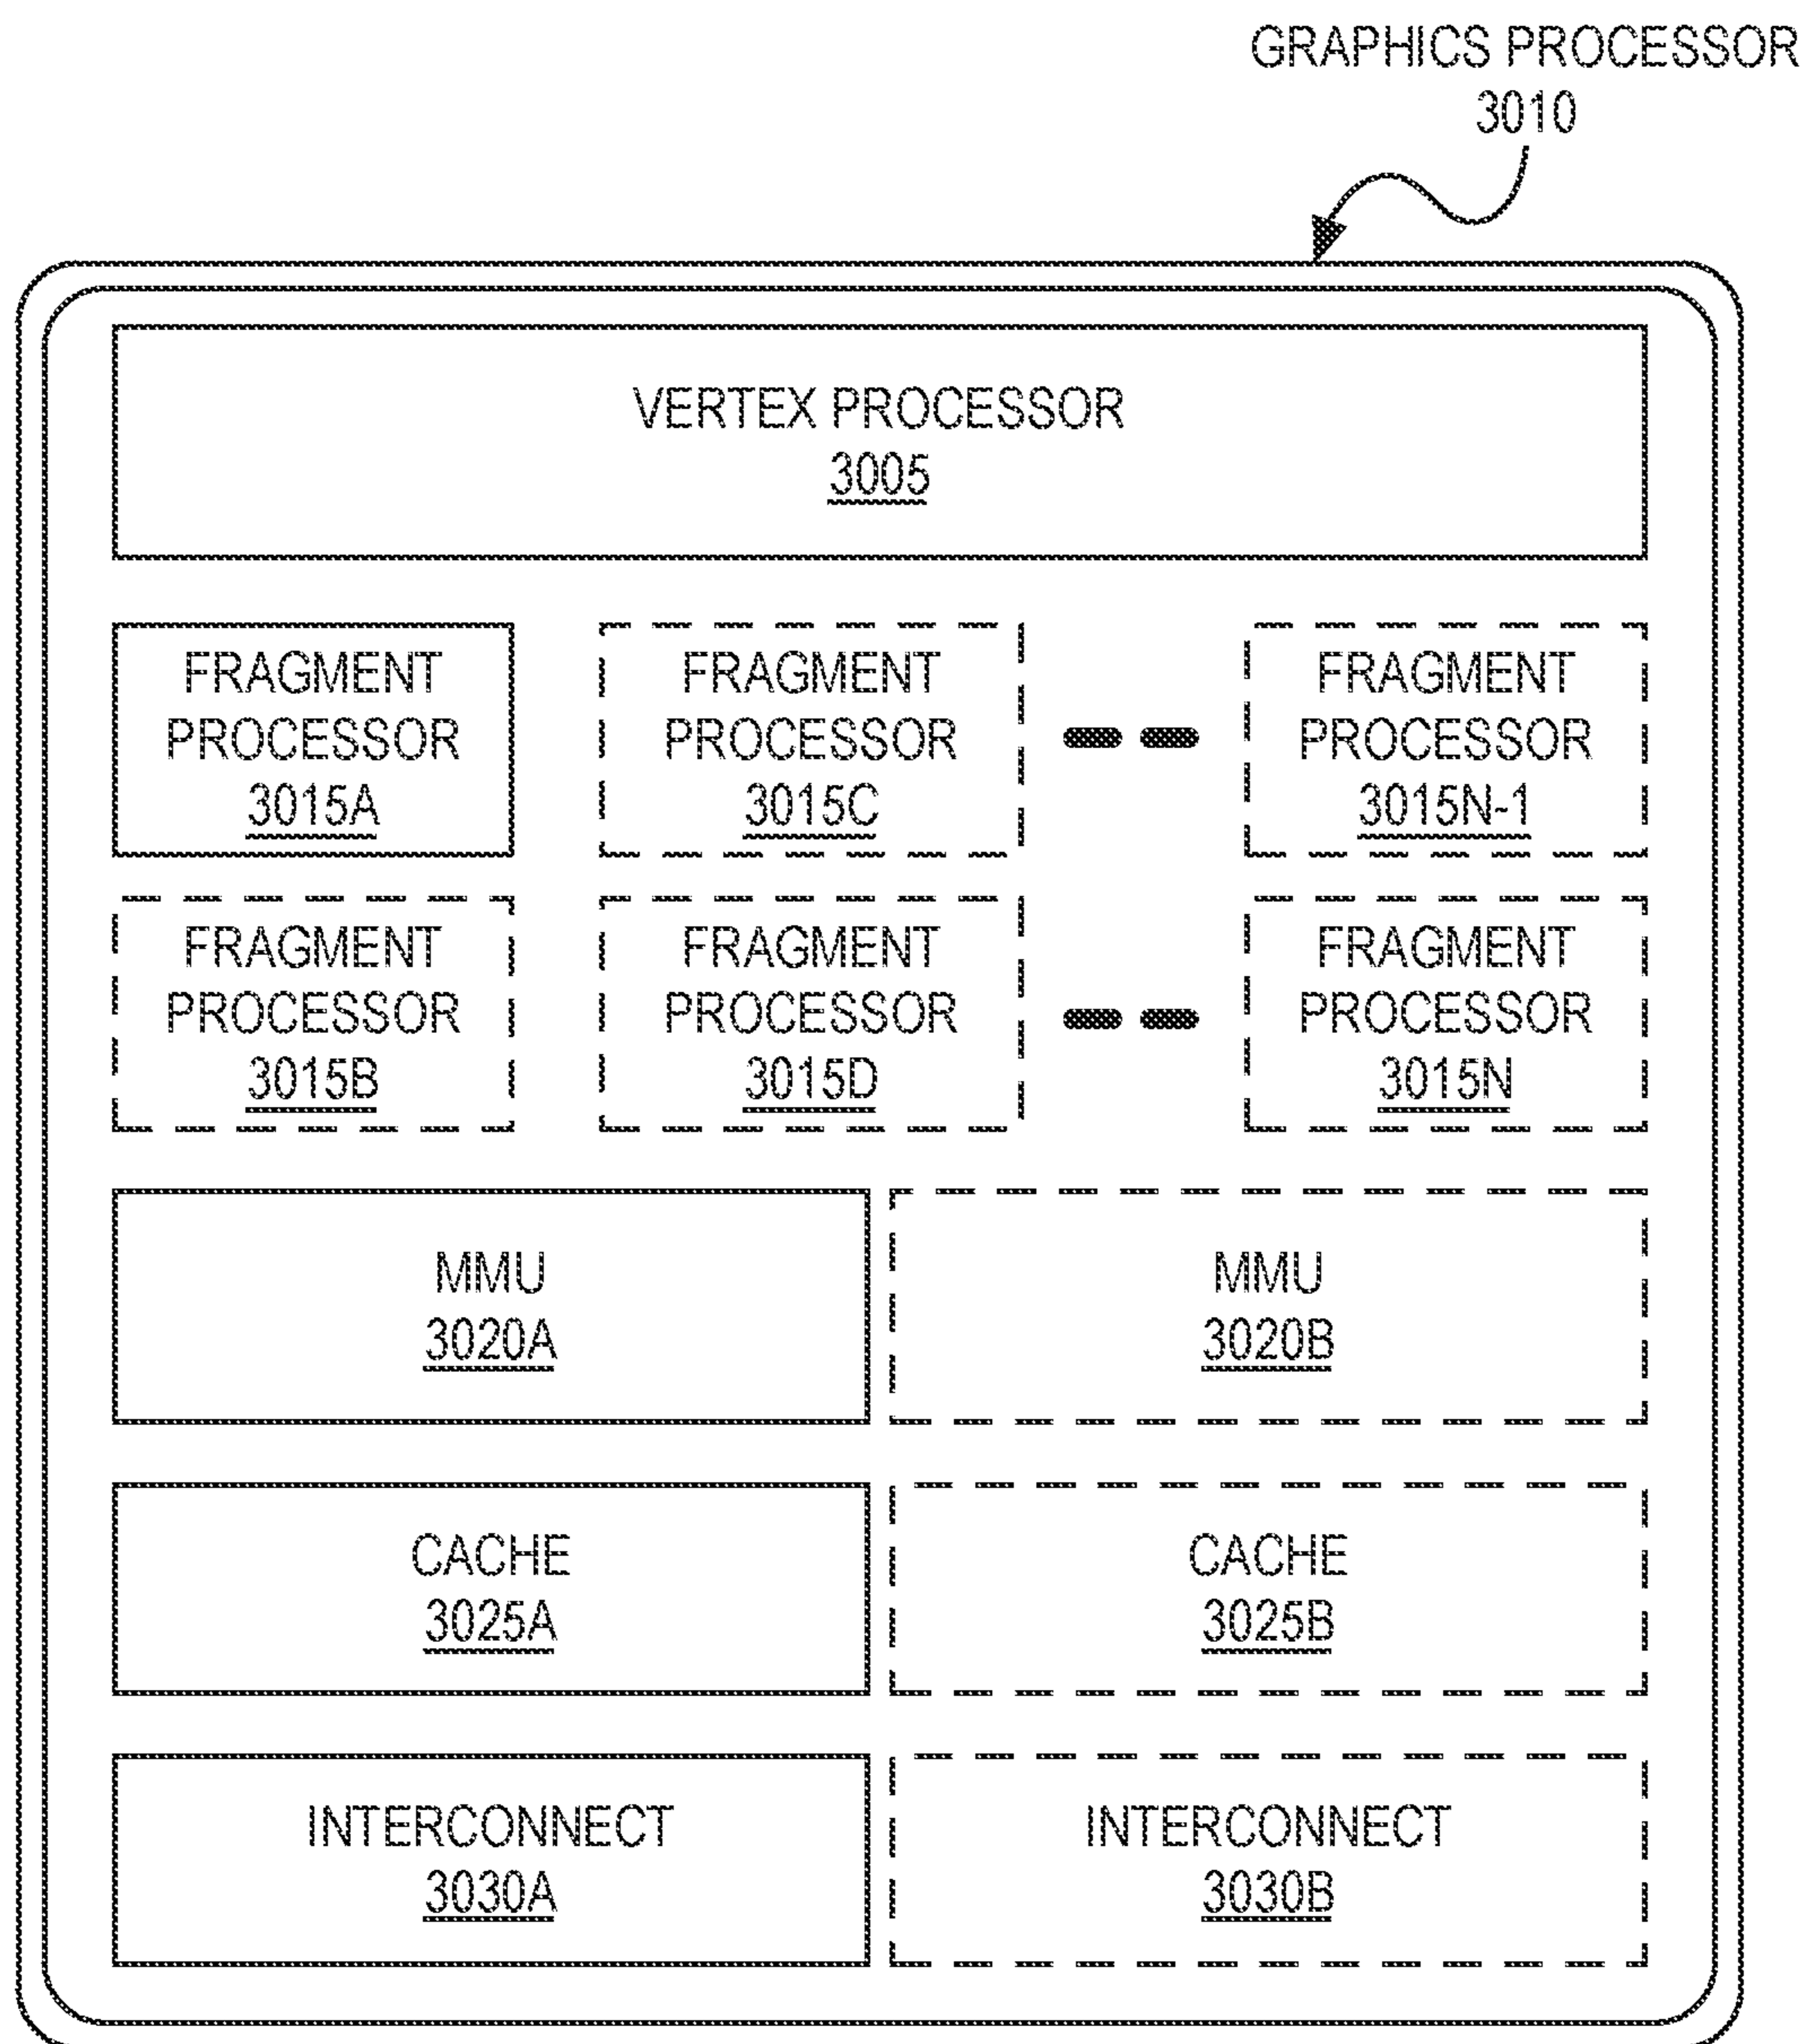 GRAPHICS PROCESSOR
3010
VERTEX PROCESSOR
3005
FRAGMENT
PROCESSOR
3015A
FRAGMENT
PROCESSOR
3015C
FRAGMENT
PROCESSOR
3015N-1
FRAGMENT
PROCESSOR
3015B
FRAGMENT
PROCESSOR
3015D
FRAGMENT
PROCESSOR
3015N
MMU
3020A
MMU
3020B
CACHE
3025A
CACHE
3025B
INTERCONNECT
3030A
INTERCONNECT
3030B